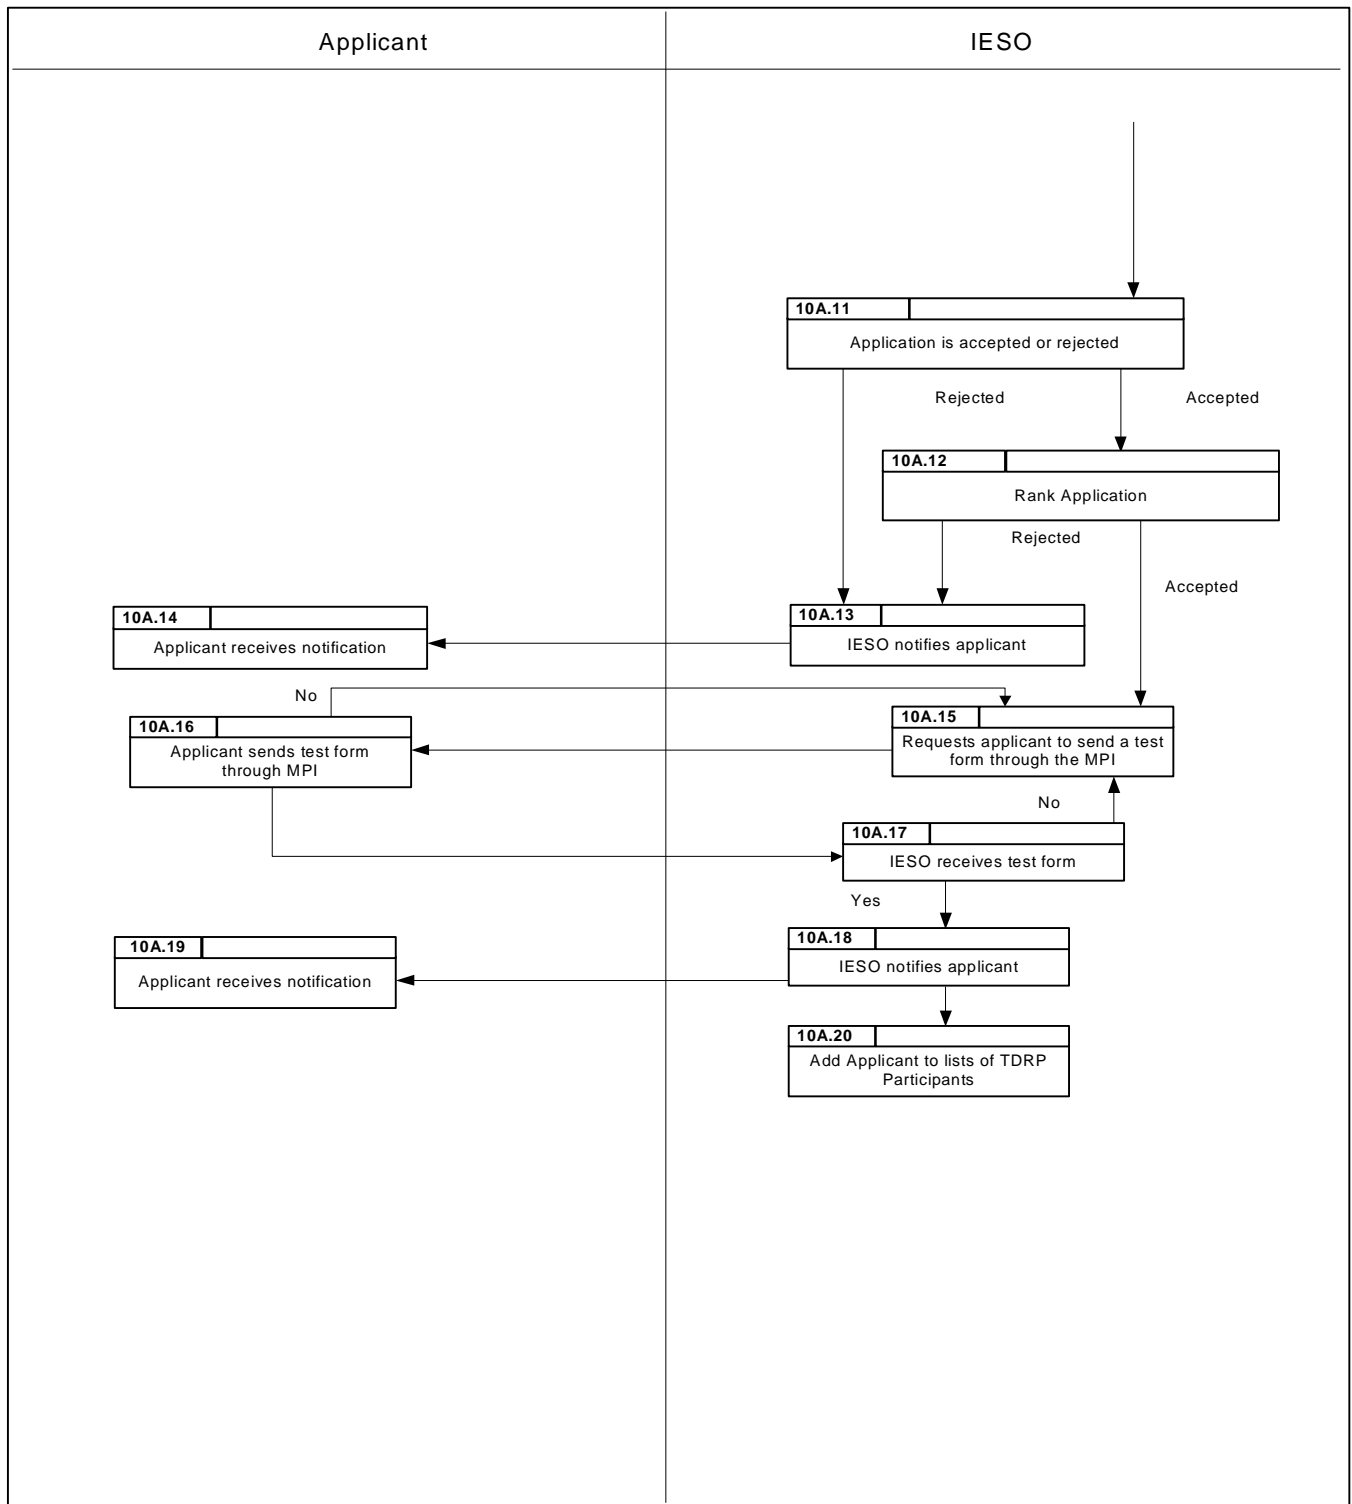 Applicant
IESO
10A.11
Application is accepted or rejected
Rejected
Accepted
10A.12
Rank Application
Rejected
Accepted
10A.14
Applicant receives notification
10A.13
IESO notifies applicant
No
10A.16
Applicant sends test form
through MPI
10A.15
Requests applicant to send a test
form through the MPI
No
10A.17
IESO receives test form
Yes
10A.19
Applicant receives notification
10A.18
IESO notifies applicant
10A.20
Add Applicant to lists of TDRP
Participants